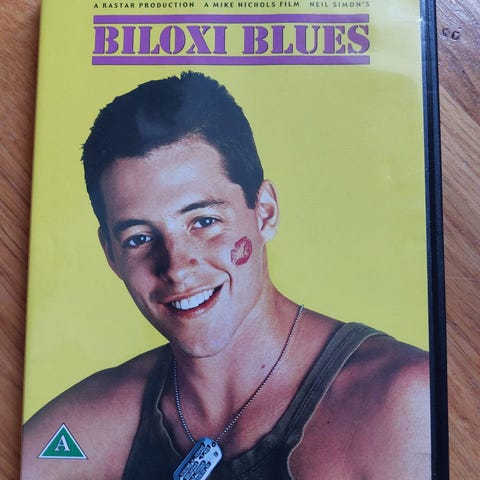 A RASTAR PRODUCTION A MIKE NICHOLS FILM NEIL SIMON'S
BILOXI BLUES
A